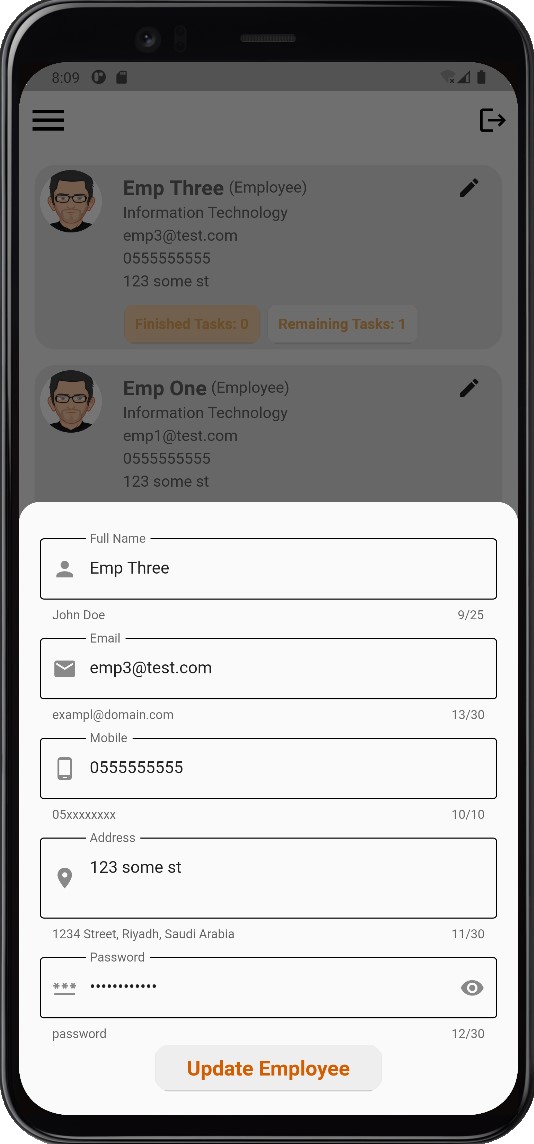 8:09
Emp Three (Employee)
Information Technology
emp3@test.com
0555555555
123 some st
Finished Tasks: 0
Remaining Tasks: 1
Emp One (Employee)
Information Technology
emp1@test.com
0555555555
123 some st
Full Name
Emp Three
John Doe 9/25
Email
emp3@test.com
exampl@domain.com 13/30
Mobile
0555555555
05xxxxxxxx 10/10
Address
123 some st
1234 Street, Riyadh, Saudi Arabia 11/30
Password
***
••••••••••••
password 12/30
Update Employee